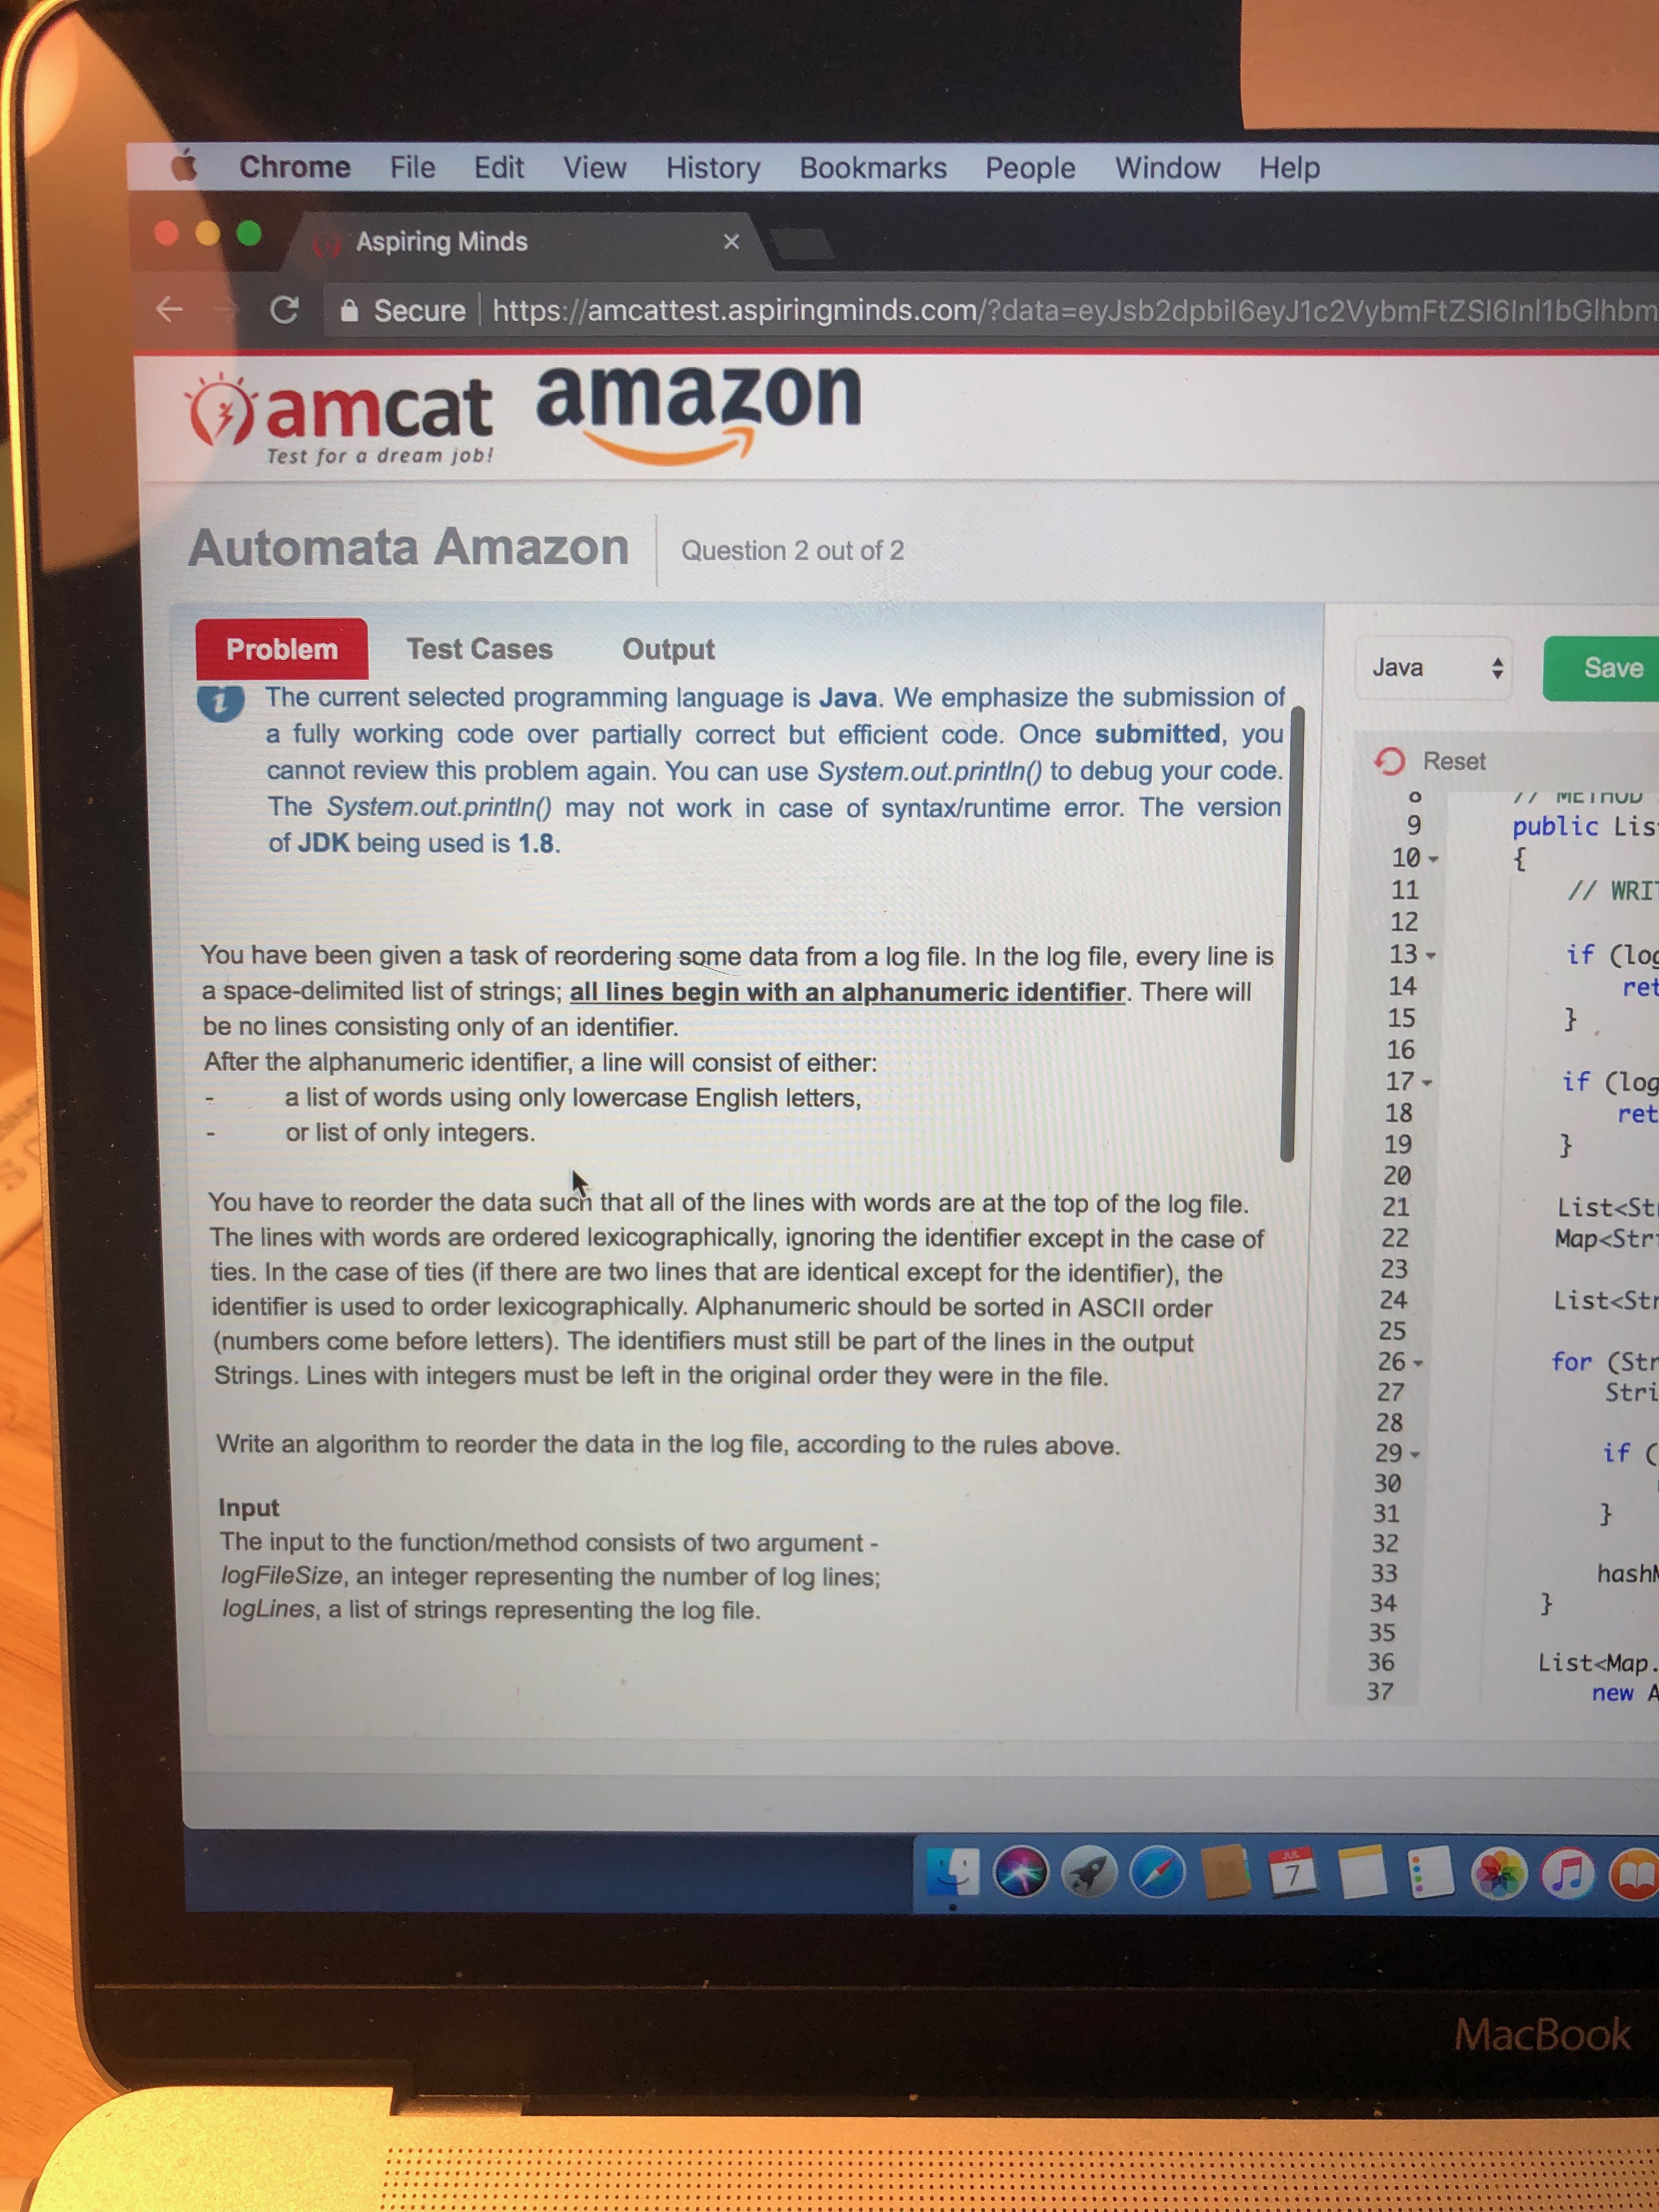 Chrome File Edit View History Bookmarks People Window Help
Aspiring Minds ×
Secure | https://amcattest.aspiringminds.com/?data=
amcat amazon
Test for a dream job!
Automata Amazon Question 2 out of 2
Problem Test Cases Output
The current selected programming language is Java. We emphasize the submission of
a fully working code over partially correct but efficient code. Once submitted, you
cannot review this problem again. You can use System.out.println() to debug your code.
The System.out.println() may not work in case of syntax/runtime error. The version
of JDK being used is 1.8.
You have been given a task of reordering some data from a log file. In the log file, every line is
a space-delimited list of strings; all lines begin with an alphanumeric identifier. There will
be no lines consisting only of an identifier.
After the alphanumeric identifier, a line will consist of either:
- a list of words using only lowercase English letters,
- or list of only integers.
You have to reorder the data such that all of the lines with words are at the top of the log file.
The lines with words are ordered lexicographically, ignoring the identifier except in the case of
ties. In the case of ties (if there are two lines that are identical except for the identifier), the
identifier is used to order lexicographically. Alphanumeric should be sorted in ASCII order
(numbers come before letters). The identifiers must still be part of the lines in the output
Strings. Lines with integers must be left in the original order they were in the file.
Write an algorithm to reorder the data in the log file, according to the rules above.
Input
The input to the function/method consists of two argument -
logFileSize, an integer representing the number of log lines;
logLines, a list of strings representing the log file.
Java Save
Reset
8 // METHOD
9 public Lis
10 {
11 // WRI
12
13 if (log
14 ret
15 }
16
17 if (log
18 ret
19 }
20
21 List<St
22 Map<Str
23
24 List<Str
25
26 for (Str
27 Stri
28
29 if (
30
31 }
32
33 hash
34 }
35
36 List<Map.
37 new A
JUL
7
MacBook